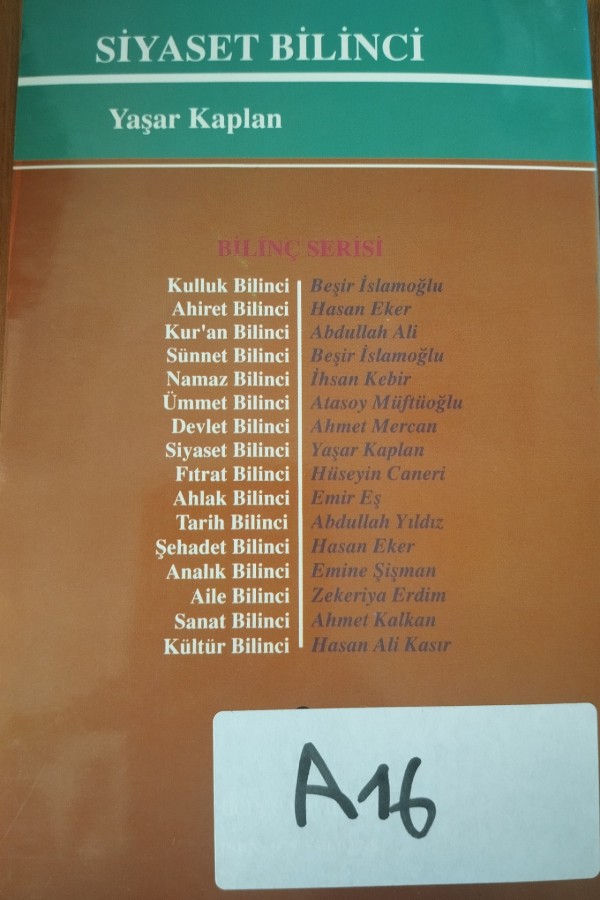 SİYASET BİLİNCİ
Yaşar Kaplan
BİLİNÇ SERİSİ
Kulluk Bilinci Beşir İslamoğlu
Ahiret Bilinci Hasan Eker
Kur'an Bilinci Abdullah Ali
Sünnet Bilinci Beşir İslamoğlu
Namaz Bilinci İhsan Kebir
Ümmet Bilinci Atasoy Müftüoğlu
Devlet Bilinci Ahmet Mercan
Siyaset Bilinci Yaşar Kaplan
Fıtrat Bilinci Hüseyin Caneri
Ahlak Bilinci Emir Eş
Tarih Bilinci Abdullah Yıldız
Şehadet Bilinci Hasan Eker
Analık Bilinci Emine Şişman
Aile Bilinci Zekeriya Erdim
Sanat Bilinci Ahmet Kalkan
Kültür Bilinci Hasan Ali Kasır
A16